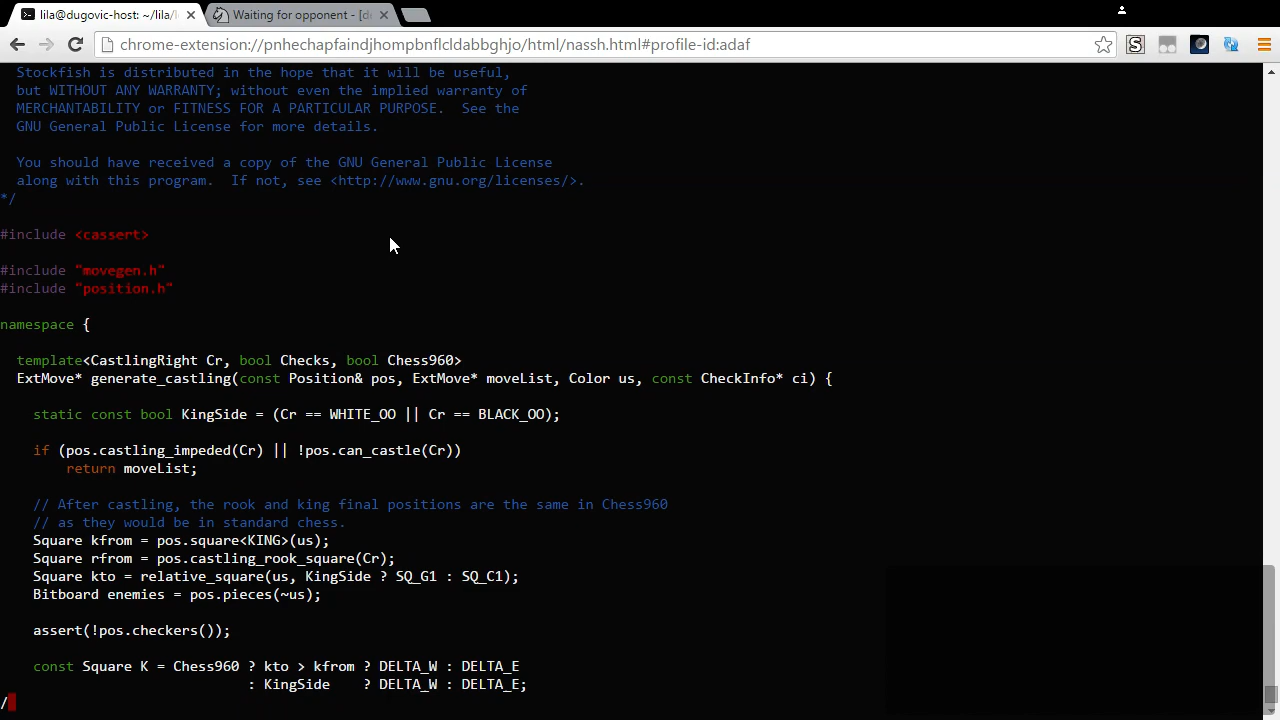 lila@dugovic-host: ~/lila/l
Waiting for opponent - [d
chrome-extension://pnhechapfaindjhompbnflcldabbghjo/html/nassh.html#profile-id:adaf
Stockfish is distributed in the hope that it will be useful,
but WITHOUT ANY WARRANTY; without even the implied warranty of
MERCHANTABILITY or FITNESS FOR A PARTICULAR PURPOSE.  See the
GNU General Public License for more details.
You should have received a copy of the GNU General Public License
along with this program.  If not, see <http://www.gnu.org/licenses/>.
*/
#include <cassert>
#include "movegen.h"
#include "position.h"
namespace {
template<CastlingRight Cr, bool Checks, bool Chess960>
ExtMove* generate_castling(const Position& pos, ExtMove* moveList, Color us, const CheckInfo* ci) {
static const bool KingSide = (Cr == WHITE_OO || Cr == BLACK_OO);
if (pos.castling_impeded(Cr) || !pos.can_castle(Cr))
return moveList;
// After castling, the rook and king final positions are the same in Chess960
// as they would be in standard chess.
Square kfrom = pos.square<KING>(us);
Square rfrom = pos.castling_rook_square(Cr);
Square kto = relative_square(us, KingSide ? SQ_G1 : SQ_C1);
Bitboard enemies = pos.pieces(~us);
assert(!pos.checkers());
const Square K = Chess960 ? kto > kfrom ? DELTA_W : DELTA_E
: KingSide    ? DELTA_W : DELTA_E;
/